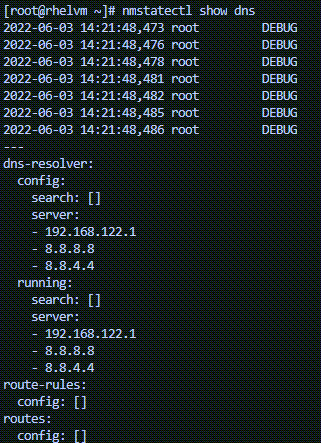 [root@rhelvm ~]# nmstatectl show dns
2022-06-03 14:21:48,473 root         DEBUG
2022-06-03 14:21:48,476 root         DEBUG
2022-06-03 14:21:48,478 root         DEBUG
2022-06-03 14:21:48,481 root         DEBUG
2022-06-03 14:21:48,482 root         DEBUG
2022-06-03 14:21:48,485 root         DEBUG
2022-06-03 14:21:48,486 root         DEBUG
---
dns-resolver:
  config:
    search: []
    server:
    - 192.168.122.1
    - 8.8.8.8
    - 8.8.4.4
  running:
    search: []
    server:
    - 192.168.122.1
    - 8.8.8.8
    - 8.8.4.4
route-rules:
  config: []
routes:
  config: []